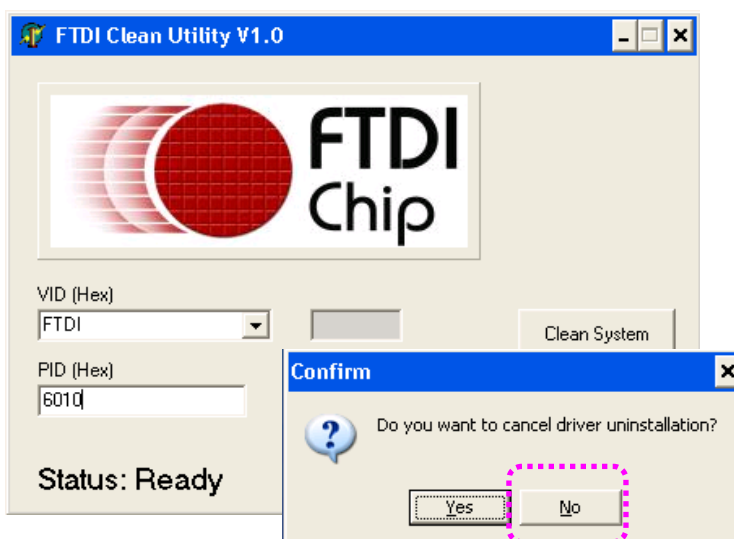 FTDI Clean Utility V1.0
FTDI
Chip
VID (Hex)
FTDI
Clean System
PID (Hex)
6010
Status: Ready
Confirm
Do you want to cancel driver uninstallation?
Yes
No